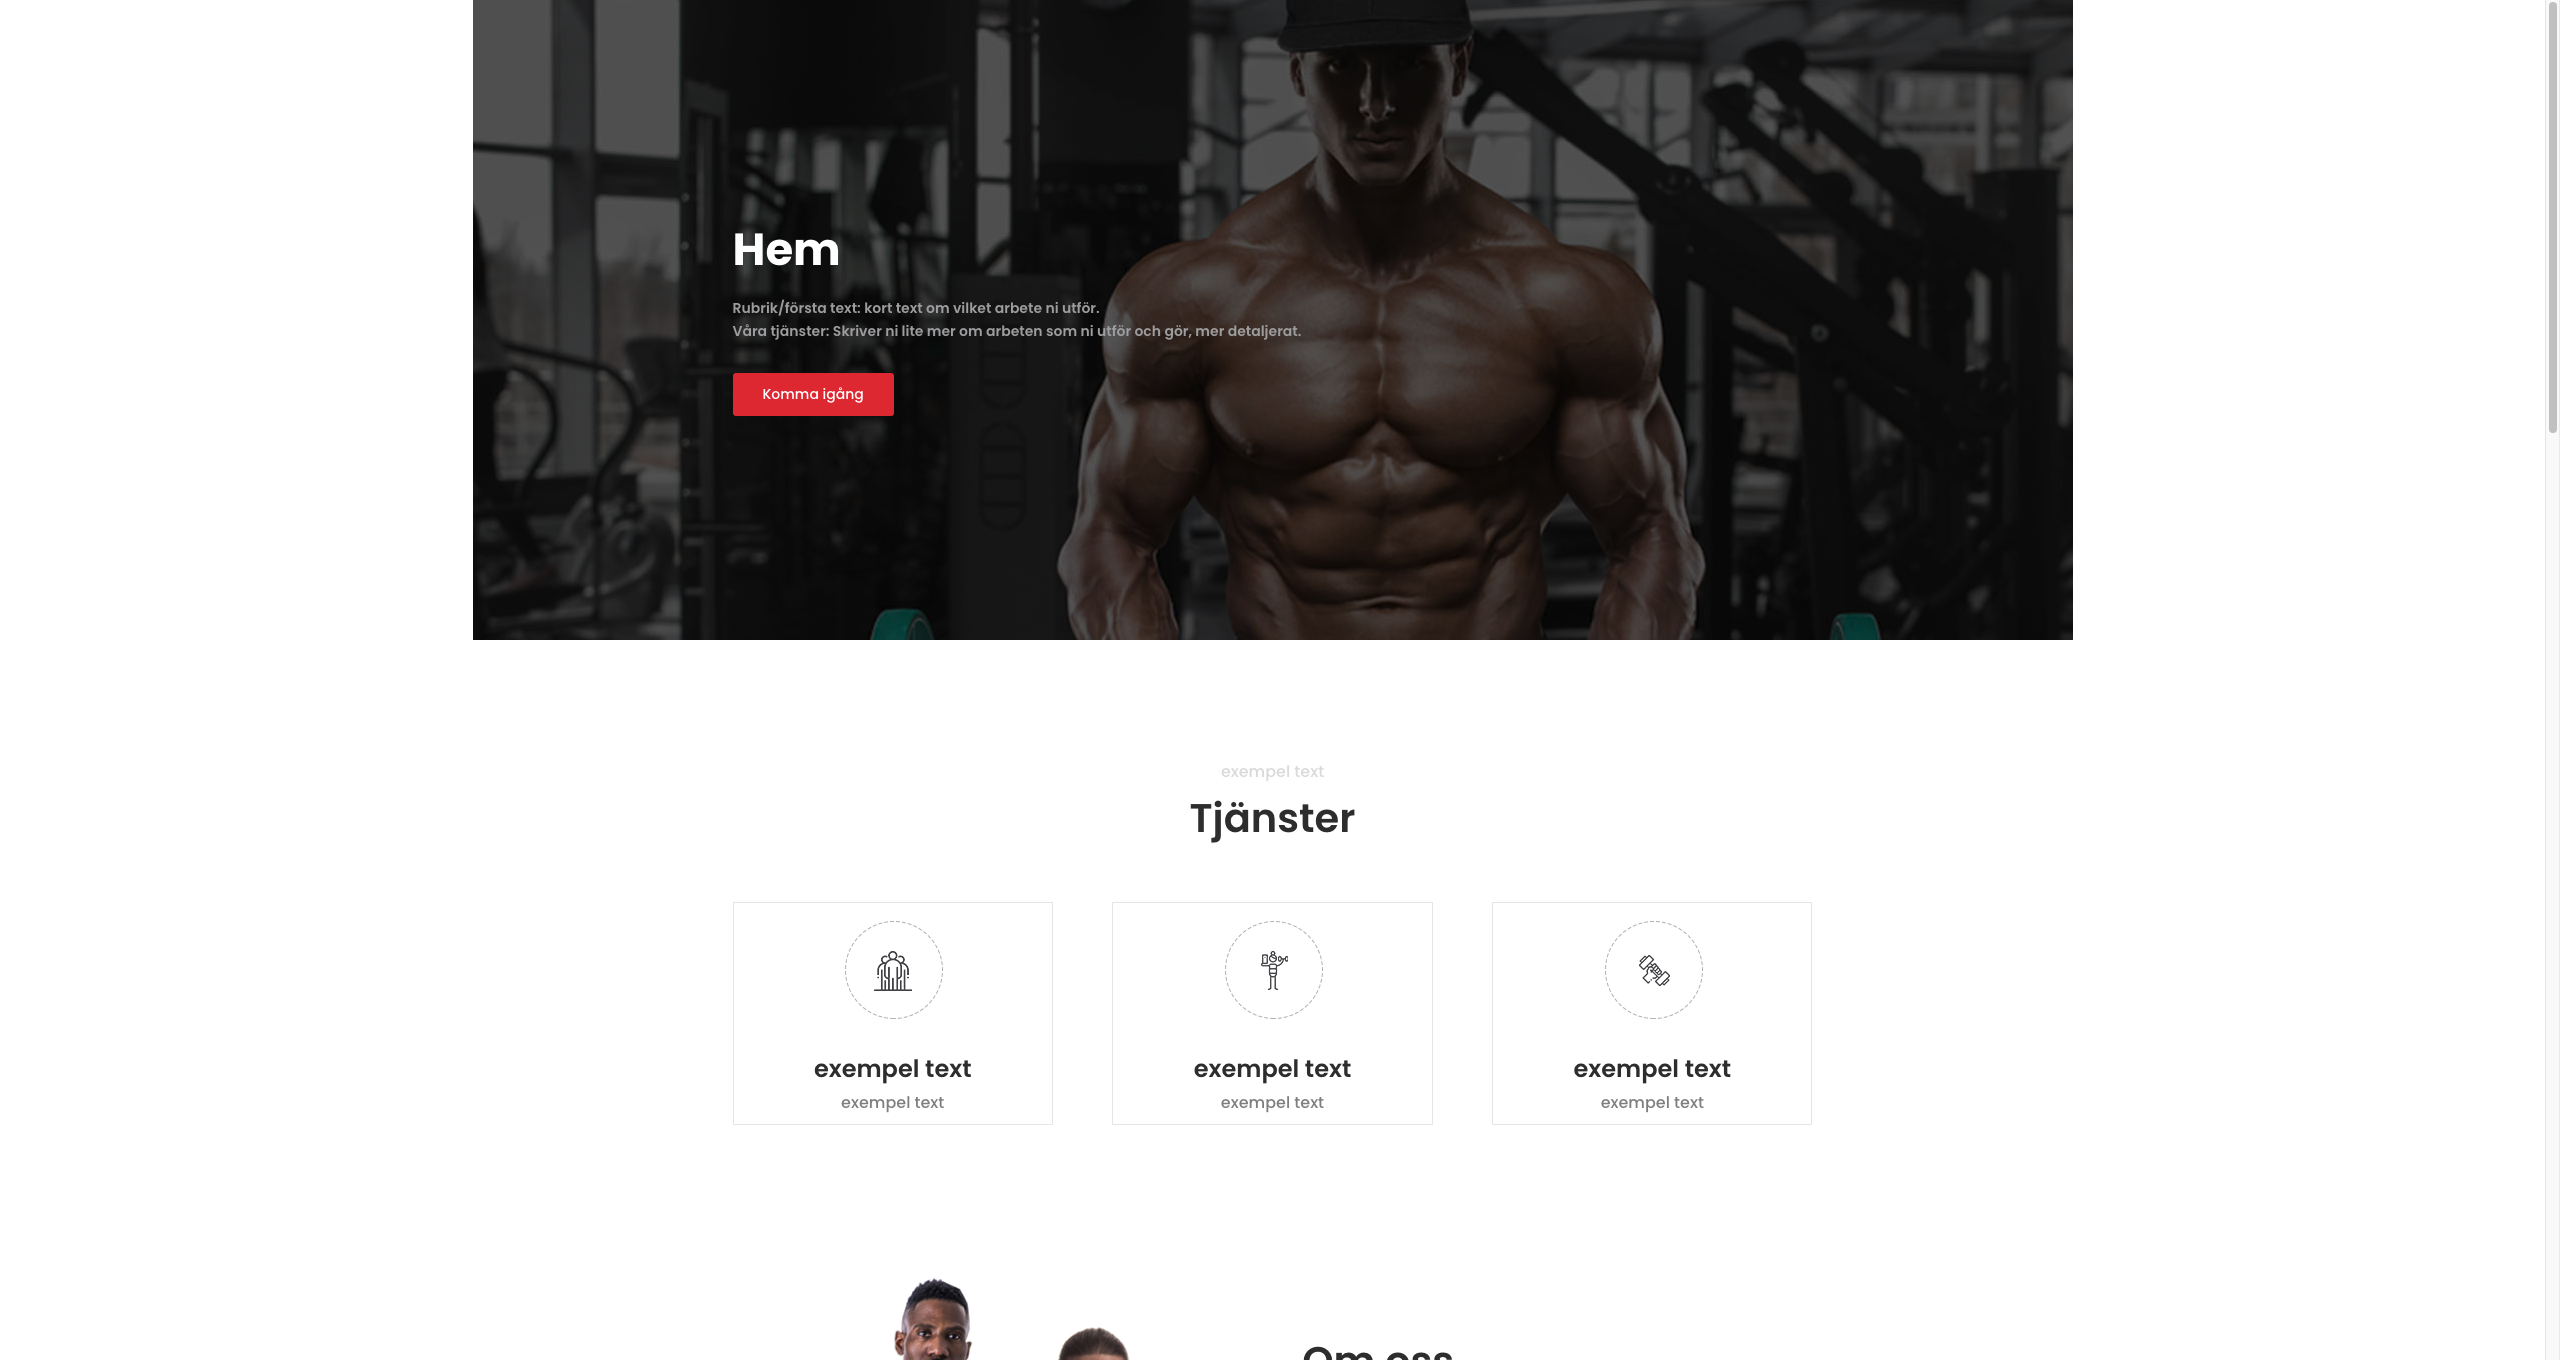 Hem
Rubrik/första text: kort text om vilket arbete ni utför.
Våra tjänster: Skriver ni lite mer om arbeten som ni utför och gör, mer detaljerat.
Komma igång
exempel text
Tjänster
exempel text
exempel text
exempel text
exempel text
exempel text
exempel text
Om oss